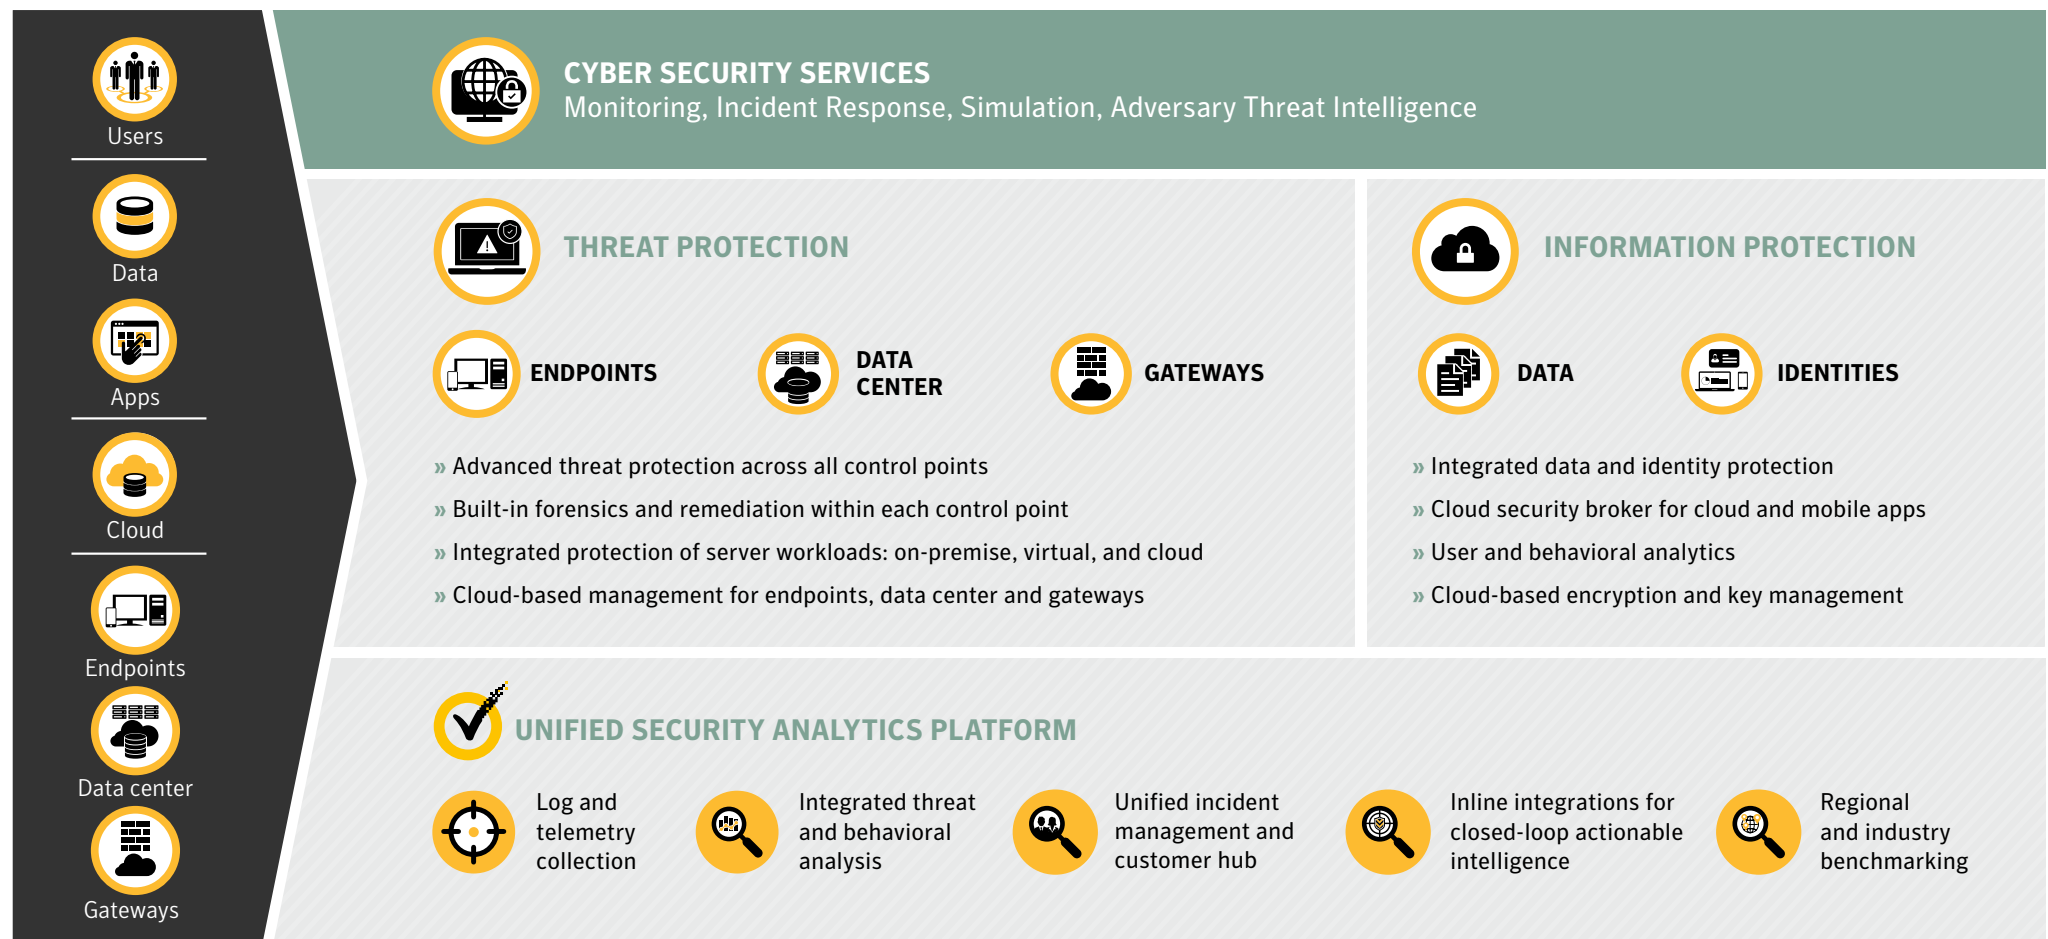 Users
Data
Apps
Cloud
Endpoints
Data center
Gateways
CYBER SECURITY SERVICES
Monitoring, Incident Response, Simulation, Adversary Threat Intelligence
THREAT PROTECTION
ENDPOINTS
DATA
CENTER
GATEWAYS
» Advanced threat protection across all control points
» Built-in forensics and remediation within each control point
» Integrated protection of server workloads: on-premise, virtual, and cloud
» Cloud-based management for endpoints, data center and gateways
INFORMATION PROTECTION
DATA
IDENTITIES
» Integrated data and identity protection
» Cloud security broker for cloud and mobile apps
» User and behavioral analytics
» Cloud-based encryption and key management
UNIFIED SECURITY ANALYTICS PLATFORM
Log and
telemetry
collection
Integrated threat
and behavioral
analysis
Unified incident
management and
customer hub
Inline integrations for
closed-loop actionable
intelligence
Regional
and industry
benchmarking